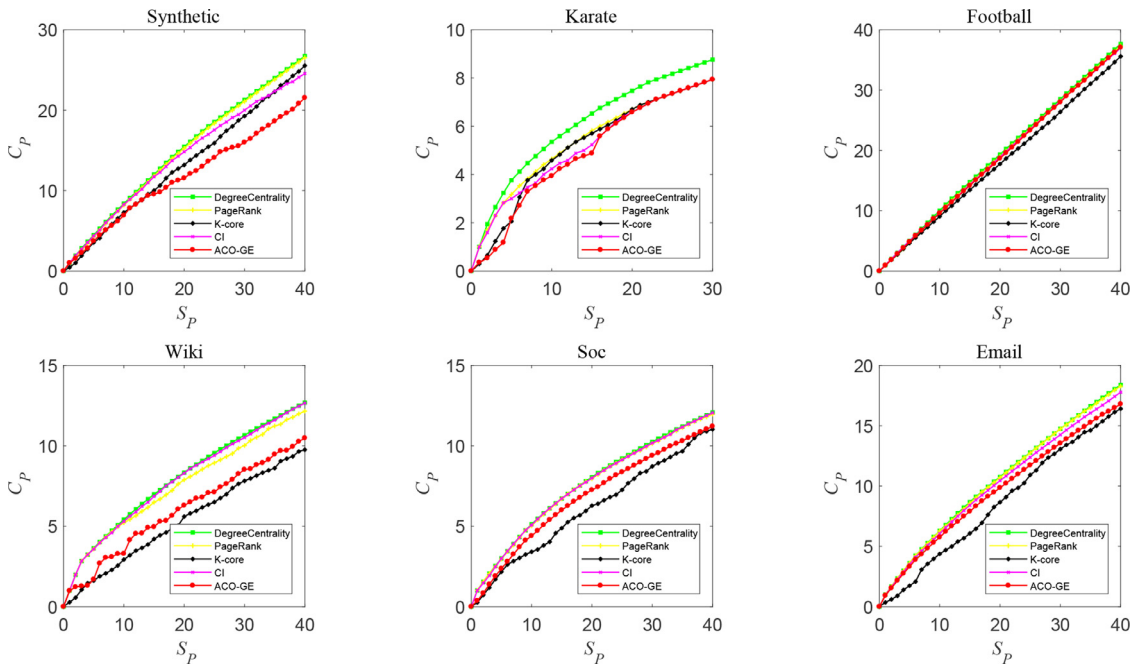 Synthetic
30
20
10
0
C_P
0 10 20 30 40
S_P
DegreeCentrality
PageRank
K-core
CI
ACO-GE
Karate
10
8
6
4
2
0
C_P
0 10 20 30
S_P
DegreeCentrality
PageRank
K-core
CI
ACO-GE
Football
40
30
20
10
0
C_P
0 10 20 30 40
S_P
DegreeCentrality
PageRank
K-core
CI
ACO-GE
Wiki
15
10
5
0
C_P
0 10 20 30 40
S_P
DegreeCentrality
PageRank
K-core
CI
ACO-GE
Soc
15
10
5
0
C_P
0 10 20 30 40
S_P
DegreeCentrality
PageRank
K-core
CI
ACO-GE
Email
20
15
10
5
0
C_P
0 10 20 30 40
S_P
DegreeCentrality
PageRank
K-core
CI
ACO-GE